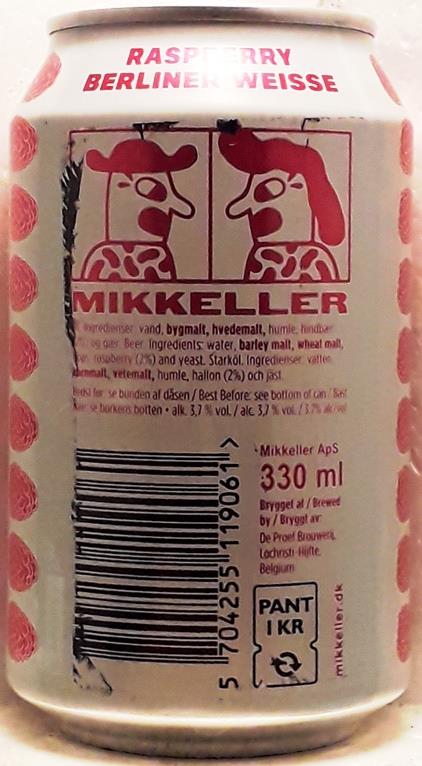 RASPBERRY
BERLINER WEISSE
MIKKELLER
Ingredienser: vand, bygmalt, hvedemalt, humle, hindbær
og gær. Beer. Ingredients: water, barley malt, wheat malt,
raspberry (2%) and yeast. Starköl. Ingredienser: vatten,
vetemalt, humle, hallon (2%) och jäst.
se bunden af dåsen / Best Before: see bottom of can / Bäst
se burkens botten • alk. 3,7 % vol. / alc. 3,7 % vol. / 3.7% alc/vol
Mikkeller ApS
330 ml
Brygget af / Brewed
by / Bryggt av:
De Proef Brouwerij,
Lochristi-Hijfte,
Belgium
PANT
1 KR
mikkeller.dk
5 704255 119061 >